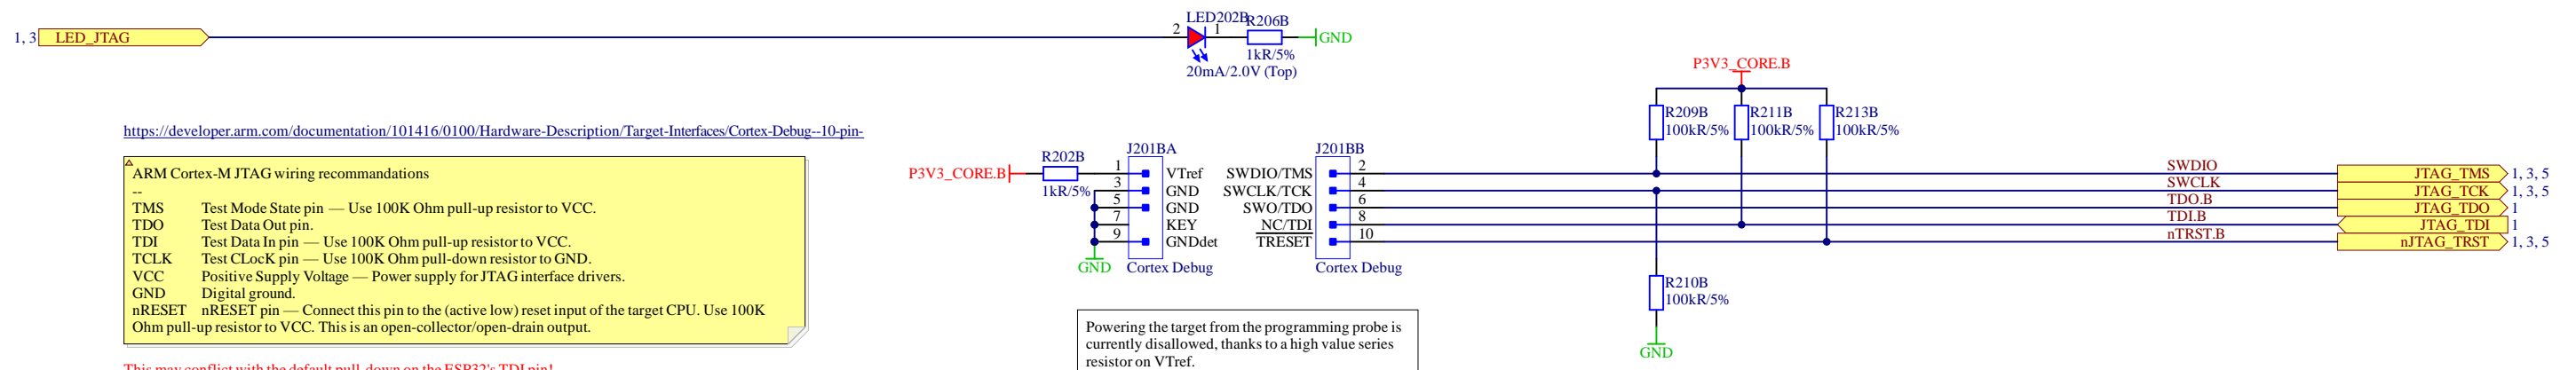 LED202B
R206B
1, 3
LED_JTAG
2
1
GND
1kR/5%
20mA/2.0V (Top)
P3V3_CORE.B
R209B
R211B
R213B
100kR/5%
100kR/5%
100kR/5%
https://developer.arm.com/documentation/101416/0100/Hardware-Description/Target-Interfaces/Cortex-Debug--10-pin-
ARM Cortex-M JTAG wiring recommandations
--
TMS Test Mode State pin — Use 100K Ohm pull-up resistor to VCC.
TDO Test Data Out pin.
TDI Test Data In pin — Use 100K Ohm pull-up resistor to VCC.
TCLK Test CLocK pin — Use 100K Ohm pull-down resistor to GND.
VCC Positive Supply Voltage — Power supply for JTAG interface drivers.
GND Digital ground.
nRESET nRESET pin — Connect this pin to the (active low) reset input of the target CPU. Use 100K
Ohm pull-up resistor to VCC. This is an open-collector/open-drain output.
This may conflict with the default pull-down on the ESP32's TDI pin!
R202B
P3V3_CORE.B
1kR/5%
J201BA
1 VTref
3 GND
5 GND
7 KEY
9 GNDdet
GND
Cortex Debug
J201BB
SWDIO/TMS 2
SWCLK/TCK 4
SWO/TDO 6
NC/TDI 8
TRESET 10
Cortex Debug
SWDIO
JTAG_TMS 1, 3, 5
SWCLK
JTAG_TCK 1, 3, 5
TDO.B
JTAG_TDO 1
TDI.B
JTAG_TDI 1
nTRST.B
nJTAG_TRST 1, 3, 5
R210B
100kR/5%
GND
Powering the target from the programming probe is
currently disallowed, thanks to a high value series
resistor on VTref.